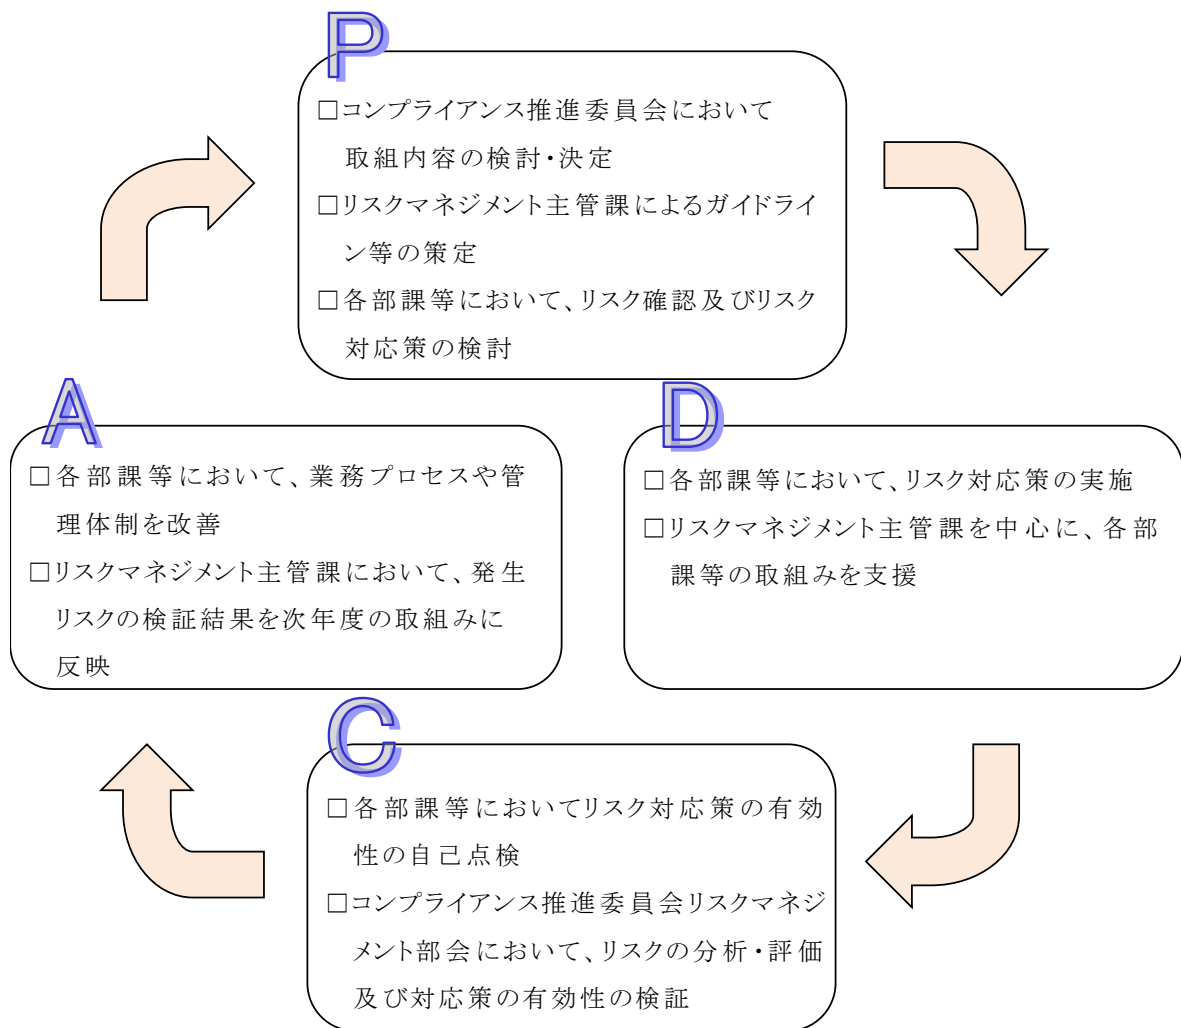 P
□コンプライアンス推進委員会において
取組内容の検討・決定
□リスクマネジメント主管課によるガイドライ
ン等の策定
□各部課等において、リスク確認及びリスク
対応策の検討
D
□各部課等において、リスク対応策の実施
□リスクマネジメント主管課を中心に、各部
課等の取組みを支援
C
□各部課等においてリスク対応策の有効
性の自己点検
□コンプライアンス推進委員会リスクマネジ
メント部会において、リスクの分析・評価
及び対応策の有効性の検証
A
□各部課等において、業務プロセスや管
理体制を改善
□リスクマネジメント主管課において、発生
リスクの検証結果を次年度の取組みに
反映